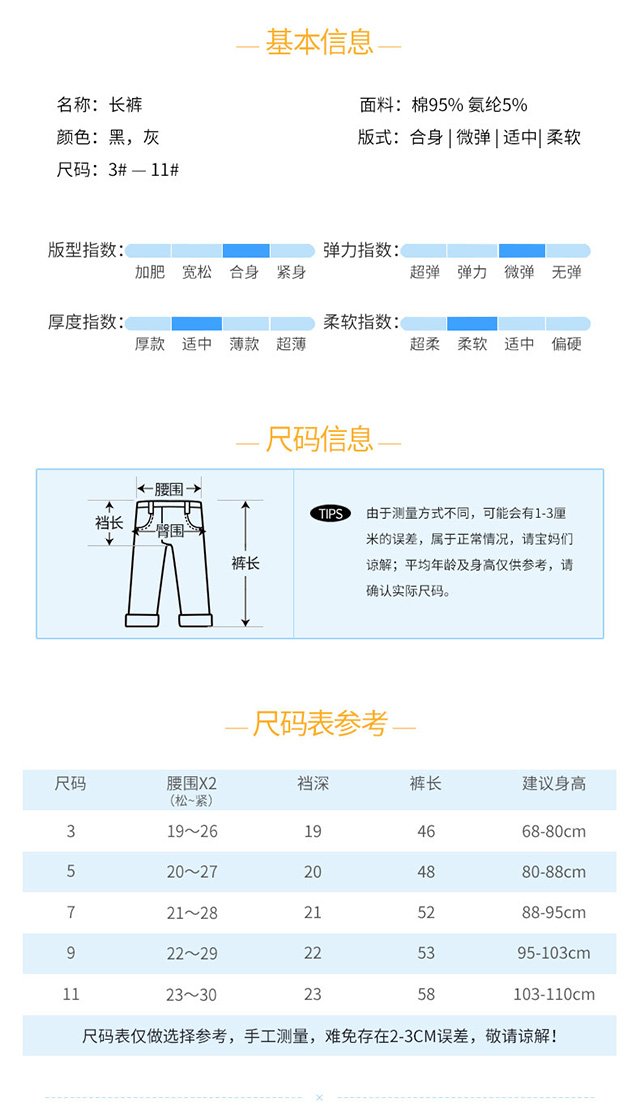 基本信息
名称：长裤
面料：棉95% 氨纶5%
颜色：黑，灰
版式：合身 | 微弹 | 适中| 柔软
尺码：3# — 11#
版型指数：
加肥 宽松 合身 紧身
弹力指数：
超弹 弹力 微弹 无弹
厚度指数：
厚款 适中 薄款 超薄
柔软指数：
超柔 柔软 适中 偏硬
尺码信息
腰围
裆长
臀围
裤长
TIPS
由于测量方式不同，可能会有1-3厘
米的误差，属于正常情况，请宝妈们
谅解；平均年龄及身高仅供参考，请
确认实际尺码。
尺码表参考
尺码 腰围X2 裆深 裤长 建议身高
（松~紧）
3 19～26 19 46 68-80cm
5 20～27 20 48 80-88cm
7 21～28 21 52 88-95cm
9 22～29 22 53 95-103cm
11 23～30 23 58 103-110cm
尺码表仅做选择参考，手工测量，难免存在2-3CM误差，敬请谅解！